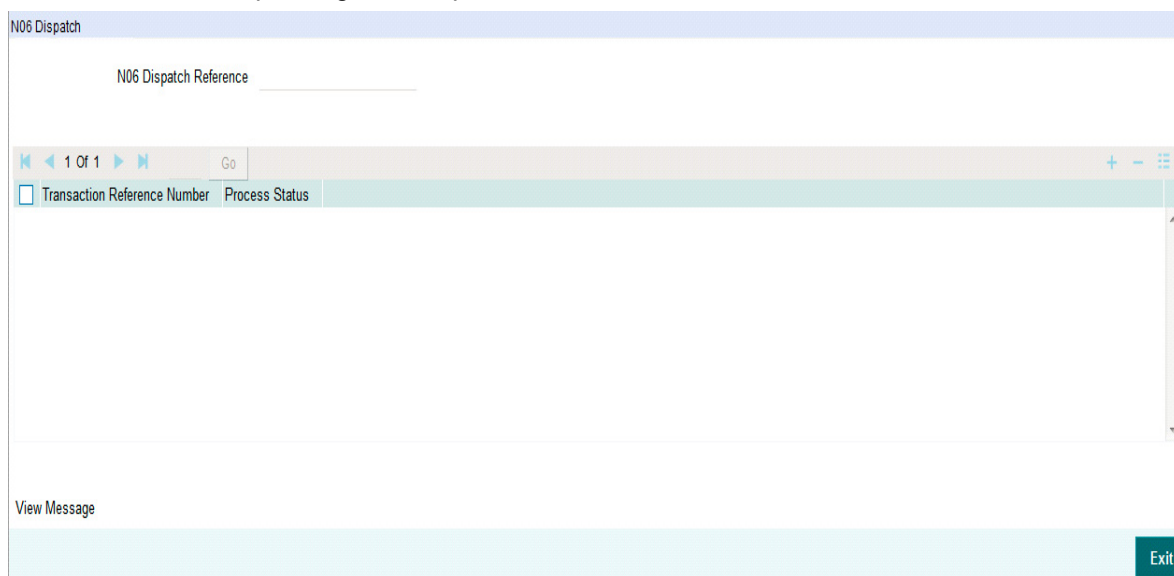 N06 Dispatch
N06 Dispatch Reference
1 Of 1 Go
Transaction Reference Number Process Status
View Message
Exit